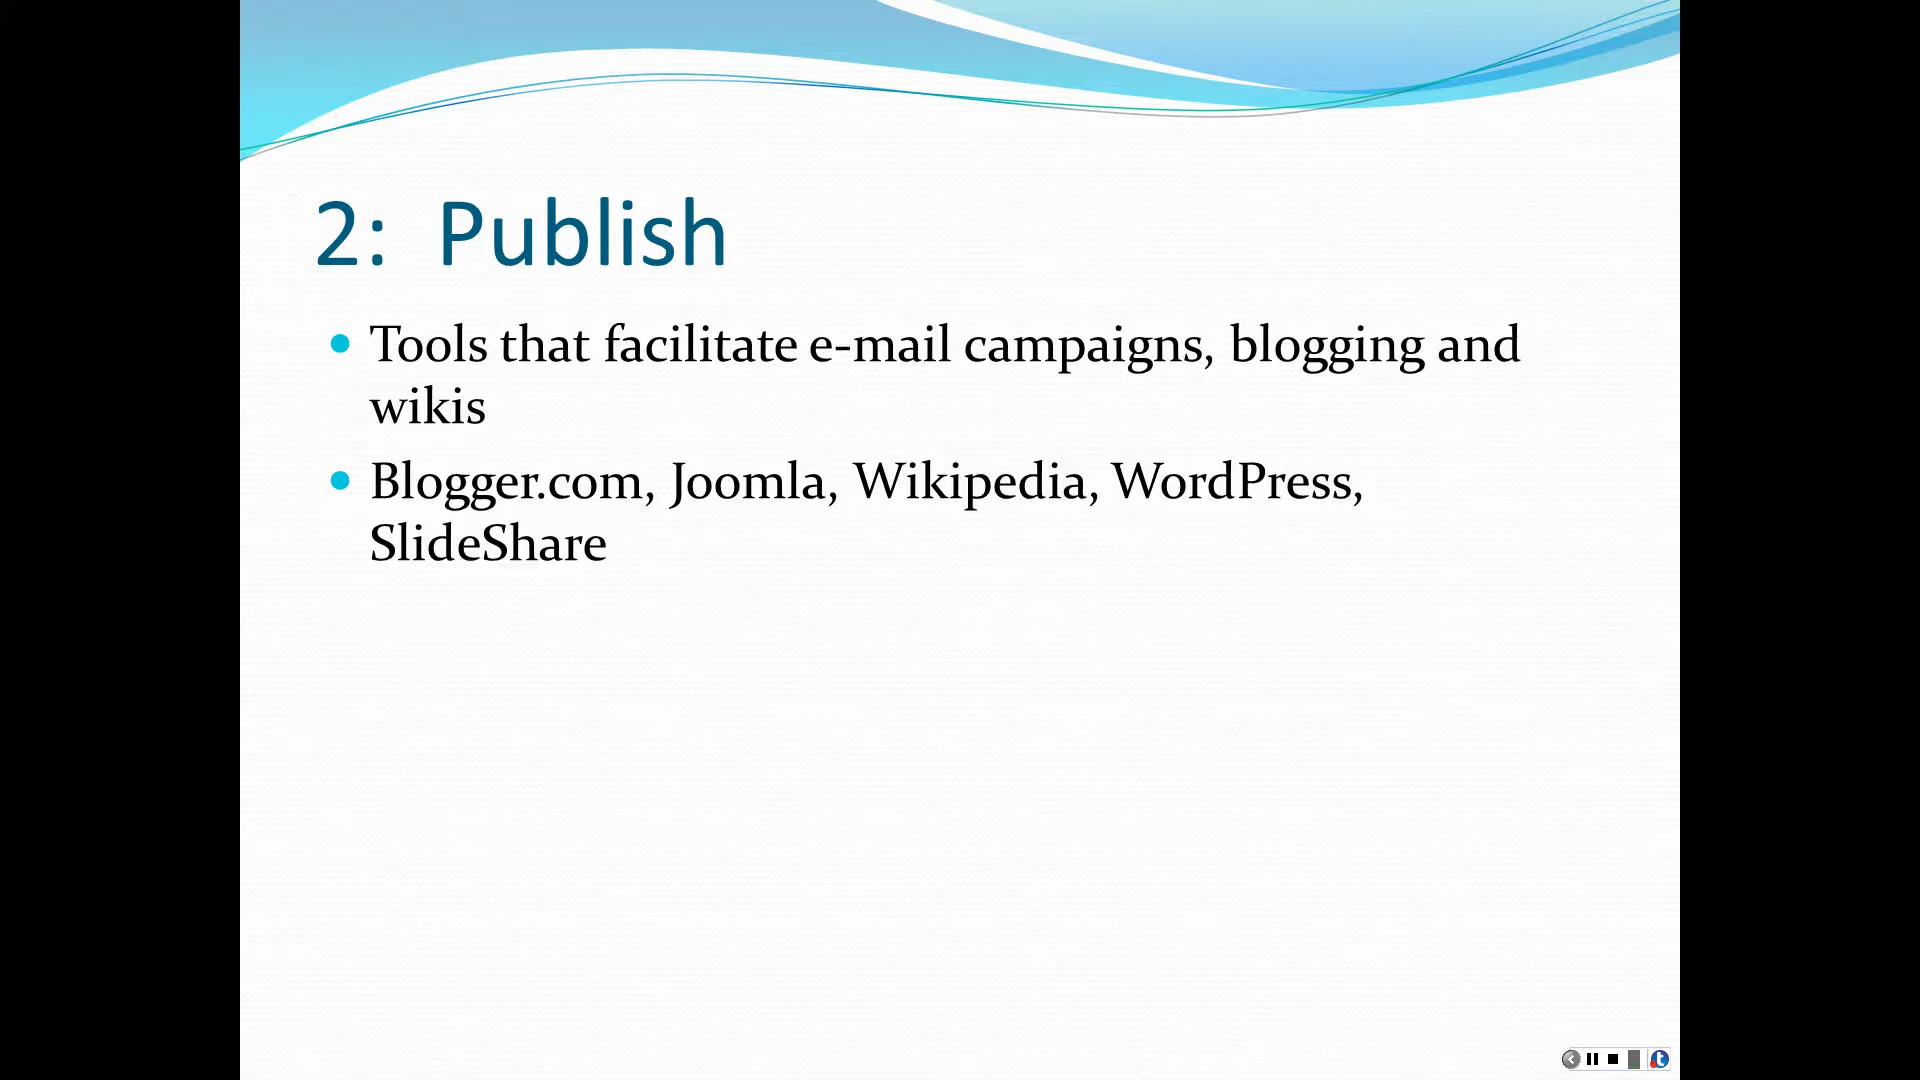 2: Publish
Tools that facilitate e-mail campaigns, blogging and
wikis
Blogger.com, Joomla, Wikipedia, WordPress,
SlideShare